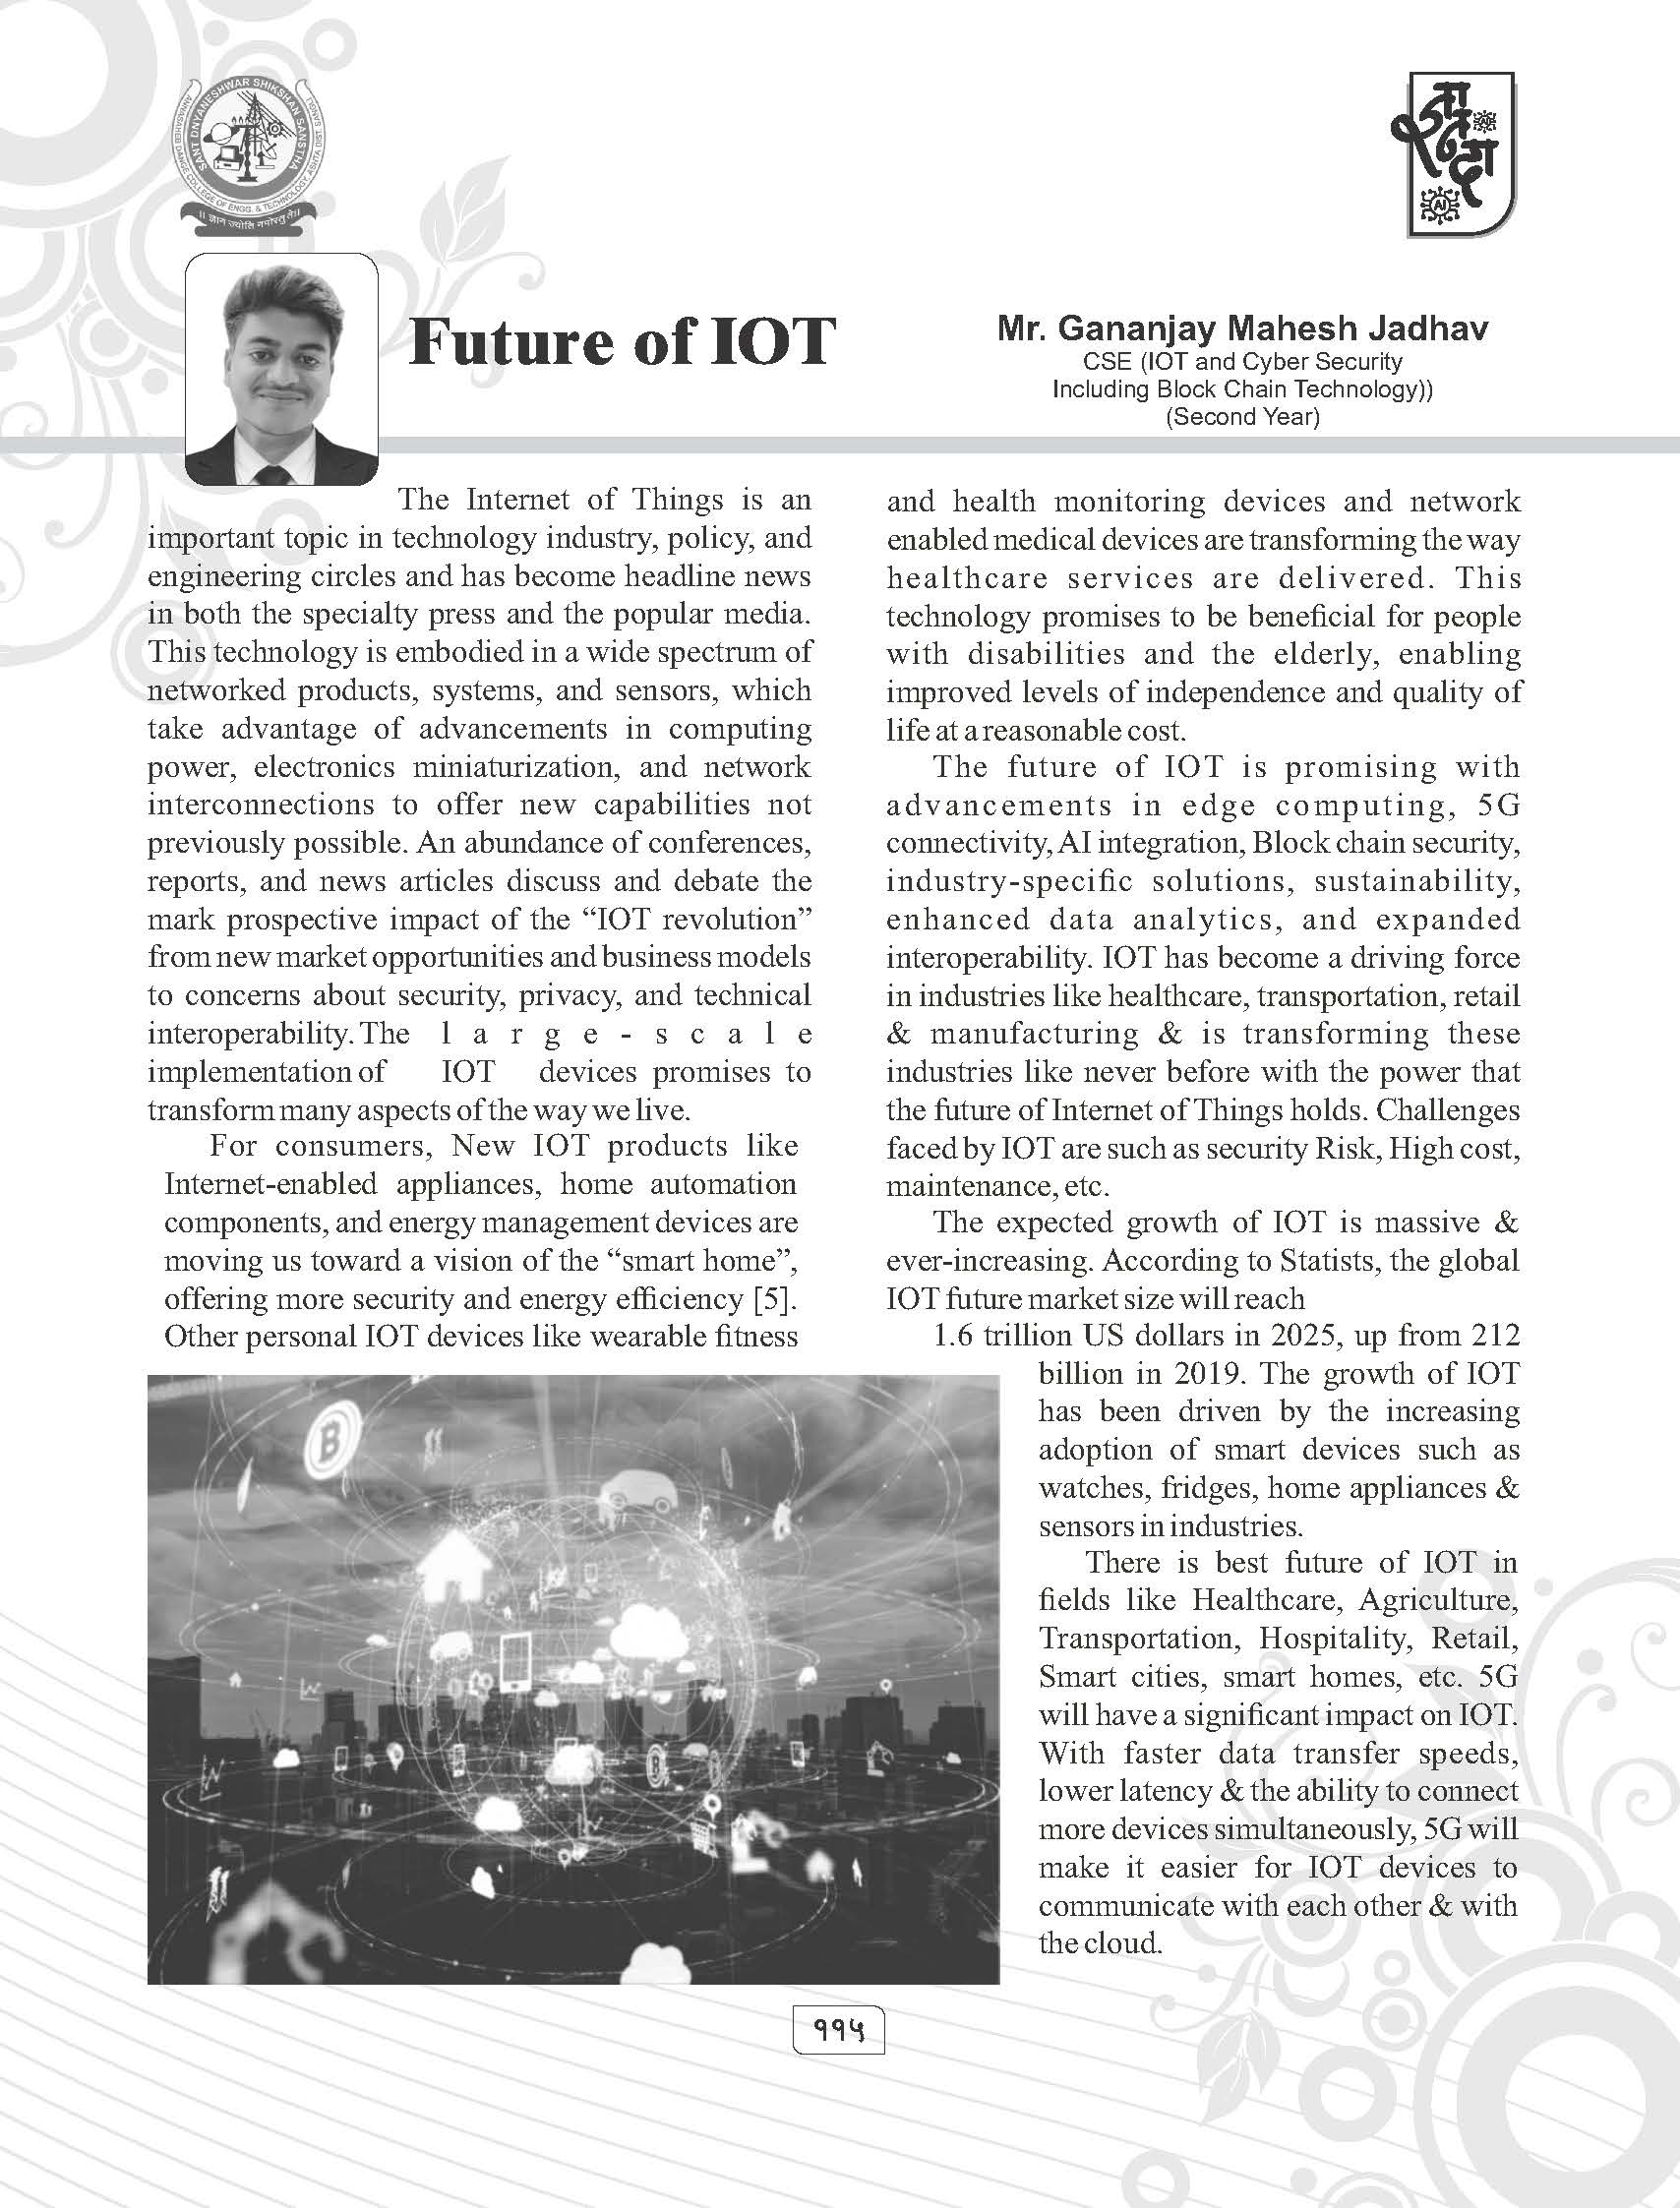 SANT DNYANESHWAR SHIKSHAN SANSTHA
ANNASAHEB DANGE COLLEGE OF ENGG. & TECHNOLOGY, ASHTA DIST. SANGLI
AI
AI
Future of IOT
Mr. Gananjay Mahesh Jadhav
CSE (IOT and Cyber Security
Including Block Chain Technology))
(Second Year)
The Internet of Things is an
important topic in technology industry, policy, and
engineering circles and has become headline news
in both the specialty press and the popular media.
This technology is embodied in a wide spectrum of
networked products, systems, and sensors, which
take advantage of advancements in computing
power, electronics miniaturization, and network
interconnections to offer new capabilities not
previously possible. An abundance of conferences,
reports, and news articles discuss and debate the
mark prospective impact of the “IOT revolution”
from new market opportunities and business models
to concerns about security, privacy, and technical
interoperability. The l a r g e - s c a l e
implementation of IOT devices promises to
transform many aspects of the way we live.
For consumers, New IOT products like
Internet-enabled appliances, home automation
components, and energy management devices are
moving us toward a vision of the “smart home”,
offering more security and energy efficiency [5].
Other personal IOT devices like wearable fitness
and health monitoring devices and network
enabled medical devices are transforming the way
healthcare services are delivered. This
technology promises to be beneficial for people
with disabilities and the elderly, enabling
improved levels of independence and quality of
life at a reasonable cost.
The future of IOT is promising with
advancements in edge computing, 5G
connectivity, AI integration, Block chain security,
industry-specific solutions, sustainability,
enhanced data analytics, and expanded
interoperability. IOT has become a driving force
in industries like healthcare, transportation, retail
& manufacturing & is transforming these
industries like never before with the power that
the future of Internet of Things holds. Challenges
faced by IOT are such as security Risk, High cost,
maintenance, etc.
The expected growth of IOT is massive &
ever-increasing. According to Statists, the global
IOT future market size will reach
1.6 trillion US dollars in 2025, up from 212
billion in 2019. The growth of IOT
has been driven by the increasing
adoption of smart devices such as
watches, fridges, home appliances &
sensors in industries.
There is best future of IOT in
fields like Healthcare, Agriculture,
Transportation, Hospitality, Retail,
Smart cities, smart homes, etc. 5G
will have a significant impact on IOT.
With faster data transfer speeds,
lower latency & the ability to connect
more devices simultaneously, 5G will
make it easier for IOT devices to
communicate with each other & with
the cloud.
११५